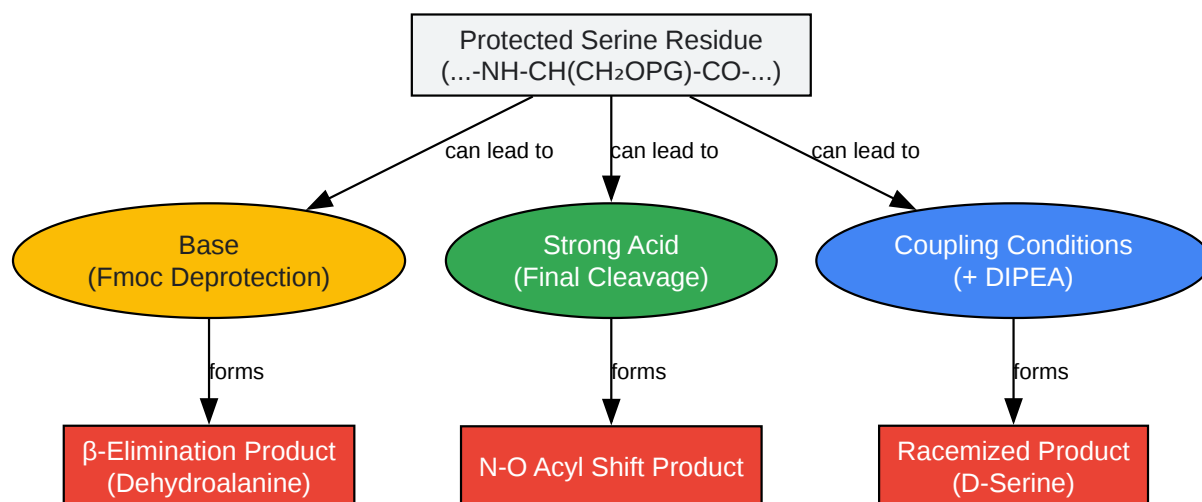 Protected Serine Residue
(...-NH-CH(CH₂OPG)-CO-...)
can lead to
can lead to
can lead to
Base
(Fmoc Deprotection)
Strong Acid
(Final Cleavage)
Coupling Conditions
(+ DIPEA)
forms
forms
forms
β-Elimination Product
(Dehydroalanine)
N-O Acyl Shift Product
Racemized Product
(D-Serine)